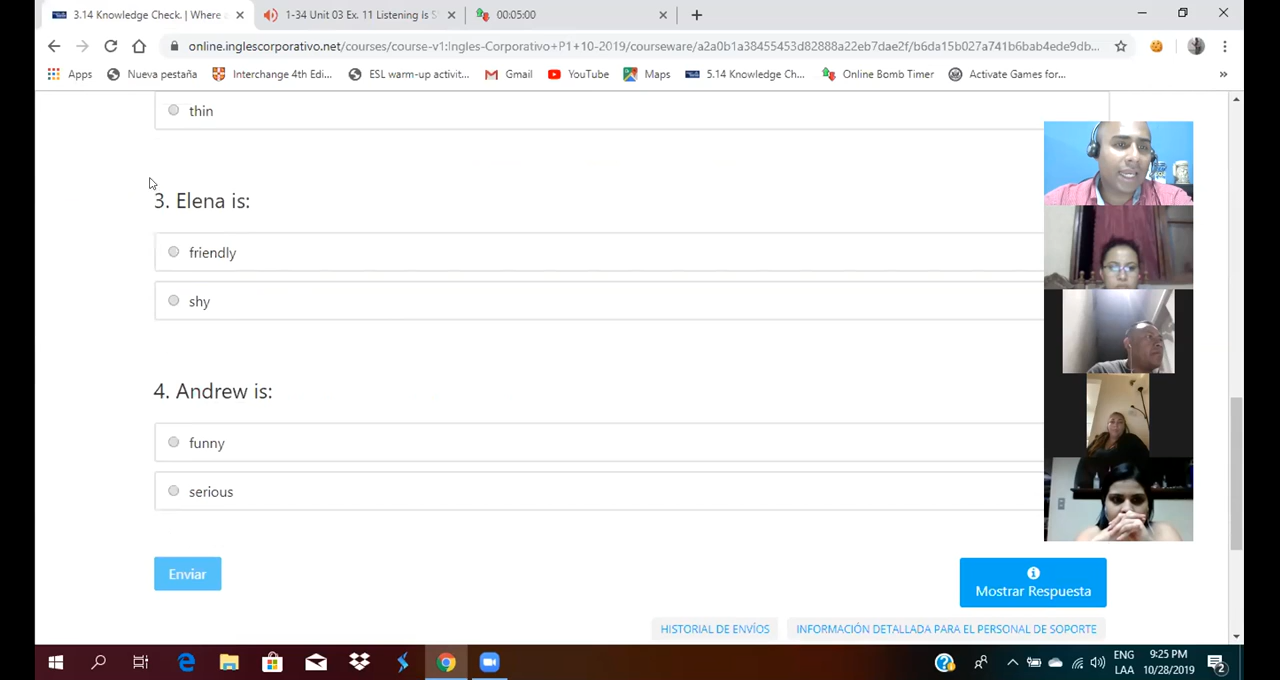 3.14 Knowledge Check. | Where a
1-34 Unit 03 Ex. 11 Listening Is S
00:05:00
online.inglescorporativo.net/courses/course-v1:Ingles-Corporativo+P1+10-2019/courseware/a2a0b1a38455453d82888a22eb7dae2f/b6da15b027a741b6bab4ede9db...
Apps
Nueva pestaña
Interchange 4th Edi...
ESL warm-up activit...
Gmail
YouTube
Maps
5.14 Knowledge Ch...
Online Bomb Timer
Activate Games for...
»
thin
3. Elena is:
friendly
shy
4. Andrew is:
funny
serious
Enviar
Mostrar Respuesta
HISTORIAL DE ENVÍOS
INFORMACIÓN DETALLADA PARA EL PERSONAL DE SOPORTE
ENG
LAA
9:25 PM
10/28/2019
2